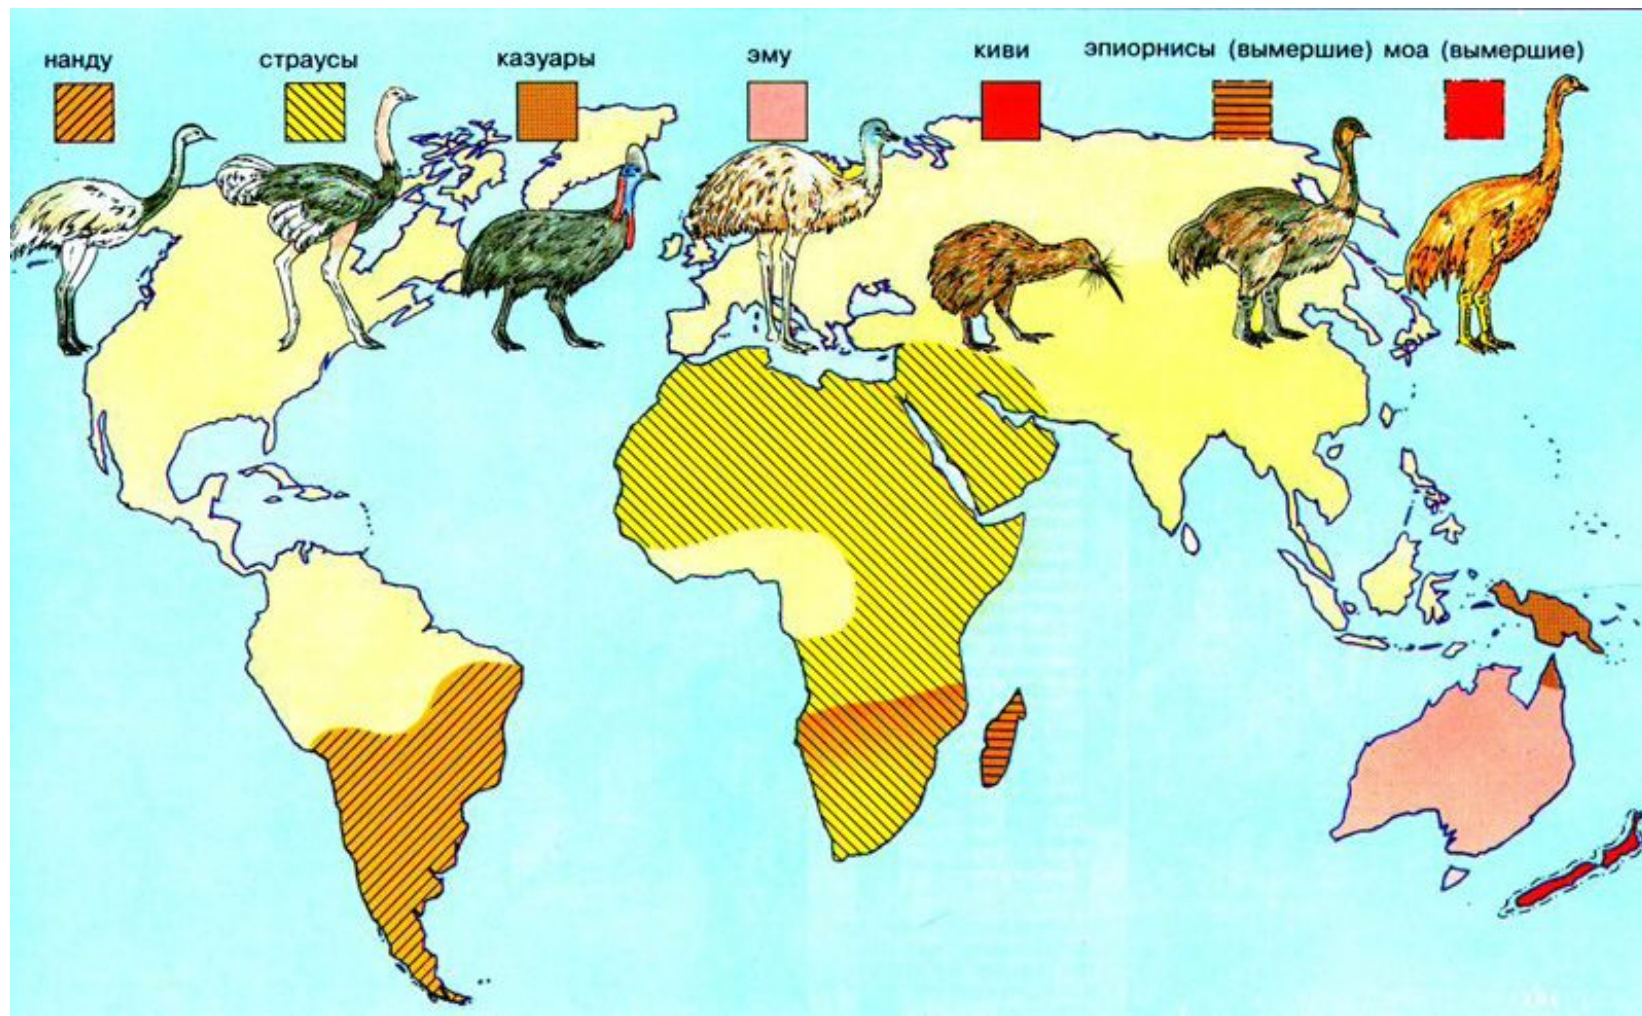 нанду
страусы
казуары
эму
киви
эпиорнисы (вымершие)
моа (вымершие)